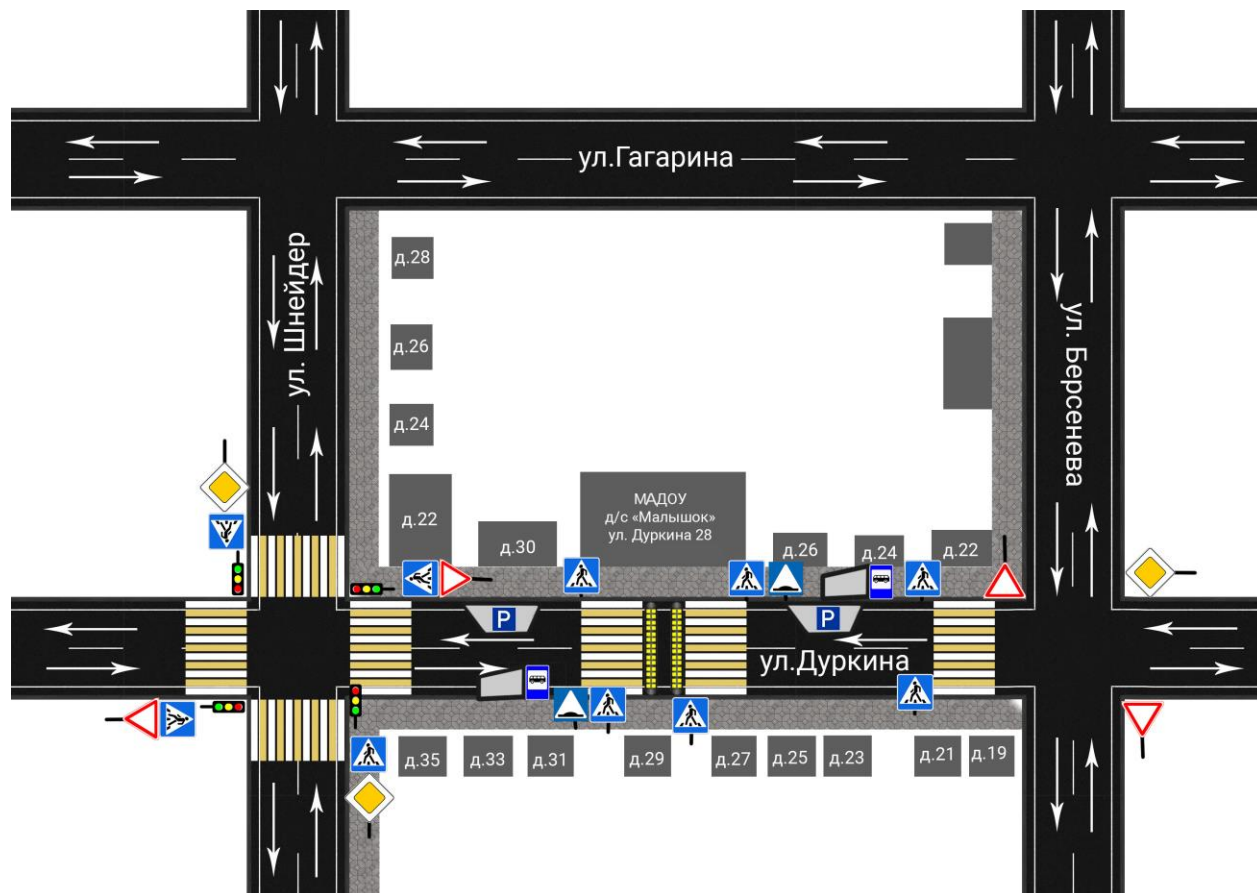 ул.Гагарина
ул. Шнейдер
ул. Берсенева
д.28
д.26
д.24
д.22
д.30
МАДОУ
д/с «Малышок»
ул. Дуркина 28
д.26
д.24
д.22
P
P
ул.Дуркина
д.35
д.33
д.31
д.29
д.27
д.25
д.23
д.21
д.19